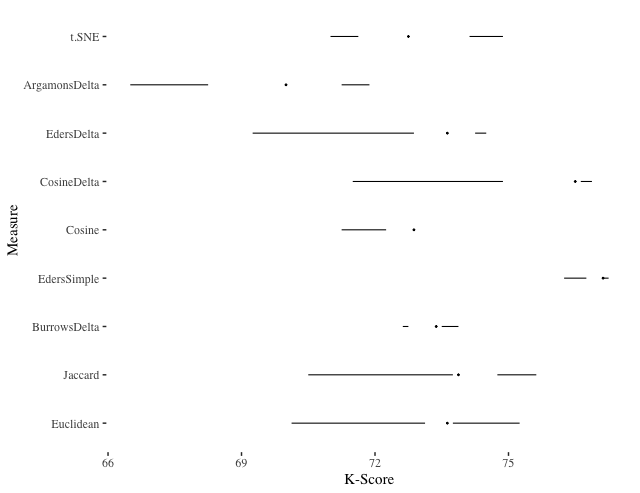 t.SNE
ArgamonsDelta
EdersDelta
CosineDelta
Cosine
EdersSimple
BurrowsDelta
Jaccard
Euclidean
Measure
66 69 72 75
K-Score